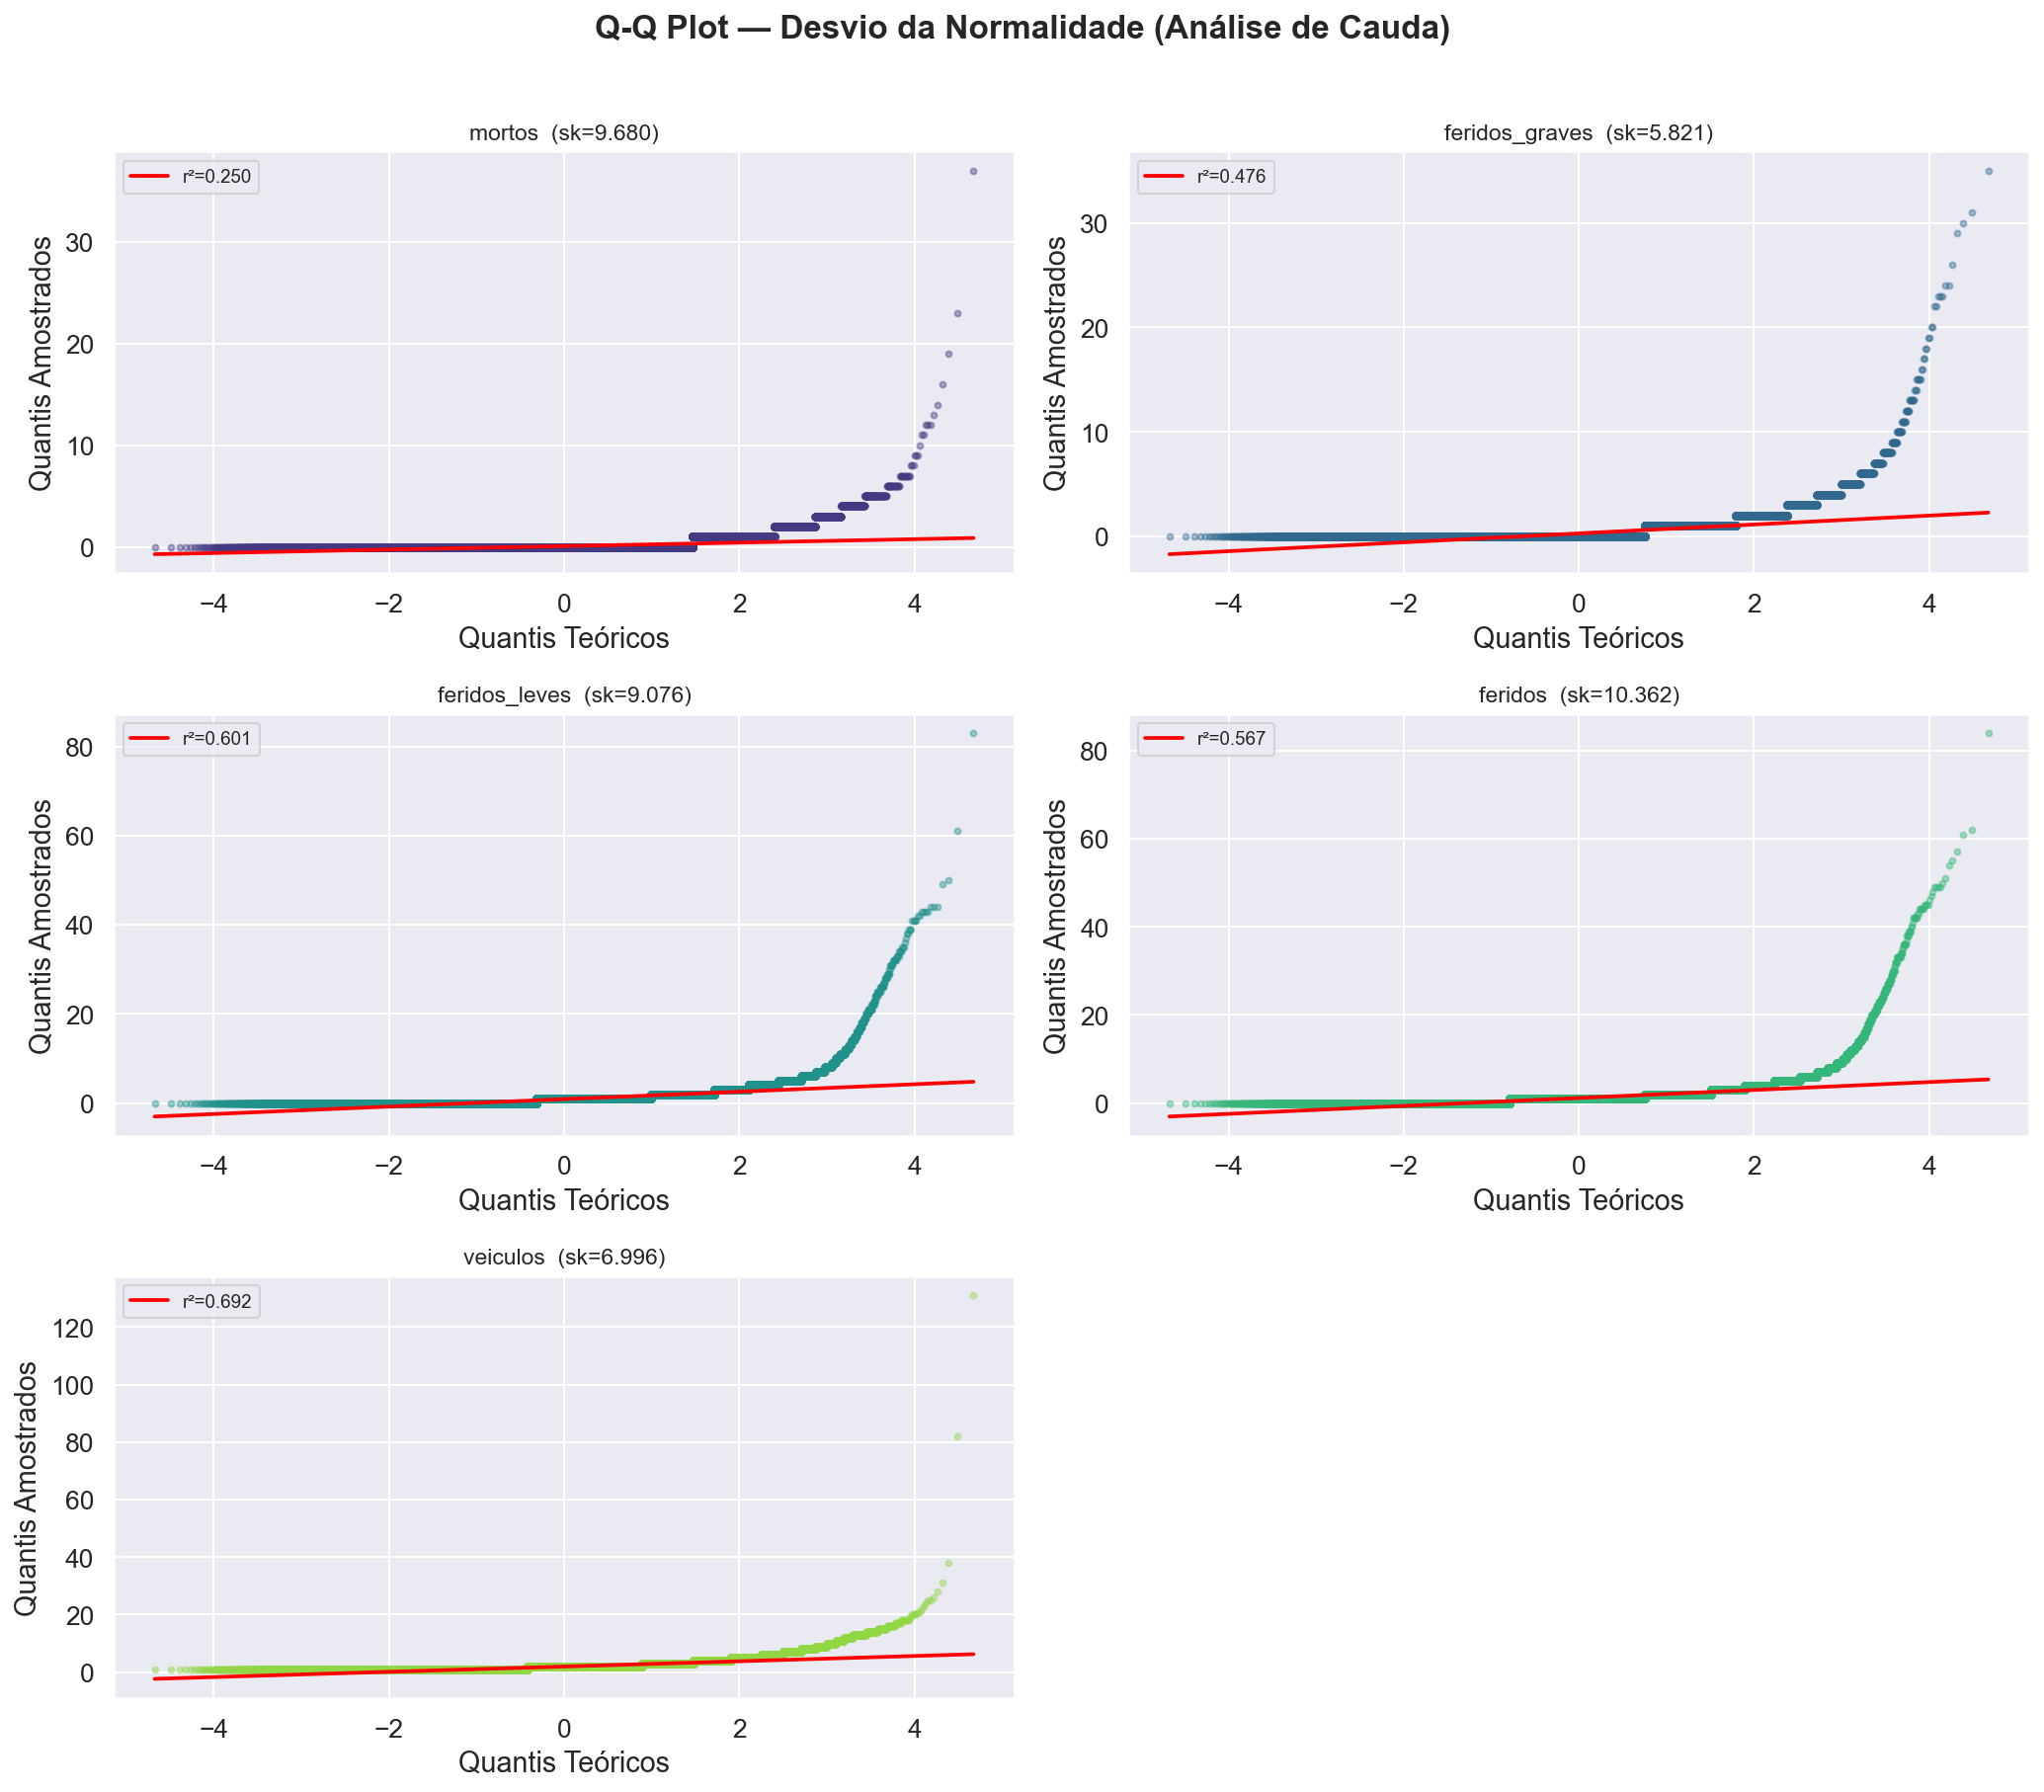 Q-Q Plot — Desvio da Normalidade (Análise de Cauda)
mortos (sk=9.680)
r²=0.250
Quantis Amostrados
30
20
10
0
−4 −2 0 2 4
Quantis Teóricos
feridos_graves (sk=5.821)
r²=0.476
Quantis Amostrados
30
20
10
0
−4 −2 0 2 4
Quantis Teóricos
feridos_leves (sk=9.076)
r²=0.601
Quantis Amostrados
80
60
40
20
0
−4 −2 0 2 4
Quantis Teóricos
feridos (sk=10.362)
r²=0.567
Quantis Amostrados
80
60
40
20
0
−4 −2 0 2 4
Quantis Teóricos
veiculos (sk=6.996)
r²=0.692
Quantis Amostrados
120
100
80
60
40
20
0
−4 −2 0 2 4
Quantis Teóricos